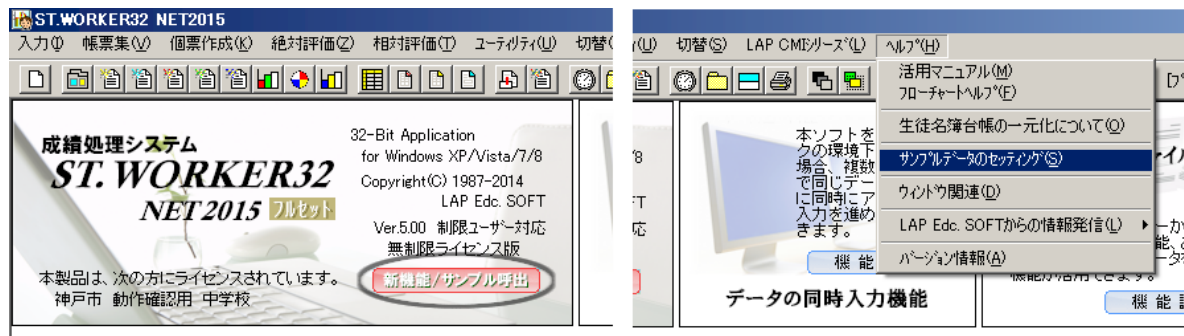 ST.WORKER32 NET2015
入力(I) 帳票集(V) 個票作成(K) 絶対評価(Z) 相対評価(T) ユーティリティ(U) 切替(
成績処理システム
ST. WORKER32
NET2015 フルセット
32-Bit Application
for Windows XP/Vista/7/8
Copyright(C) 1987-2014
LAP Edc. SOFT
Ver.5.00 制限ユーザー対応
無制限ライセンス版
本製品は、次の方にライセンスされています。
神戸市 動作確認用 中学校
新機能/サンプル呼出
(U) 切替(S) LAP CMIシリーズ(L) ヘルプ(H)
活用マニュアル(M)
フローチャートヘルプ(F)
生徒名簿台帳の一元化について(O)
サンプルデータのセッティング(S)
ウィンドウ関連(D)
LAP Edc. SOFTからの情報発信(L)
バージョン情報(A)
本ソフトを
クの環境下
場合、複数
で同じデー
に同時にア
入力を進め
きます。
機 能
データの同時入力機能
機 能